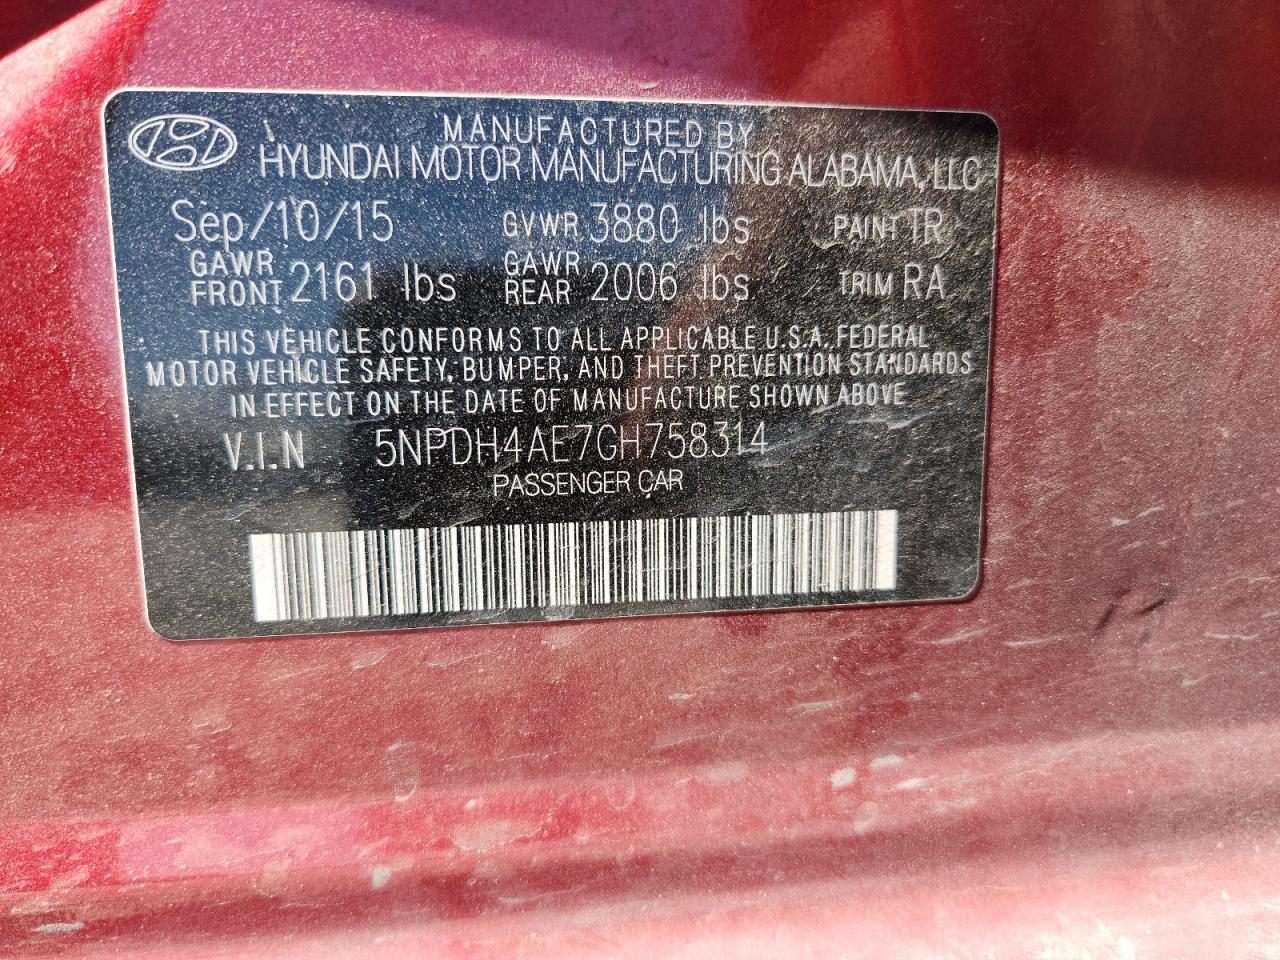 MANUFACTURED BY
HYUNDAI MOTOR MANUFACTURING ALABAMA, LLC
Sep/10/15 GVWR 3880 lbs PAINT TR
GAWR FRONT 2161 lbs GAWR REAR 2006 lbs TRIM RA
THIS VEHICLE CONFORMS TO ALL APPLICABLE U.S.A. FEDERAL
MOTOR VEHICLE SAFETY, BUMPER, AND THEFT PREVENTION STANDARDS
IN EFFECT ON THE DATE OF MANUFACTURE SHOWN ABOVE
V.I.N 5NPDH4AE7GH758314
PASSENGER CAR